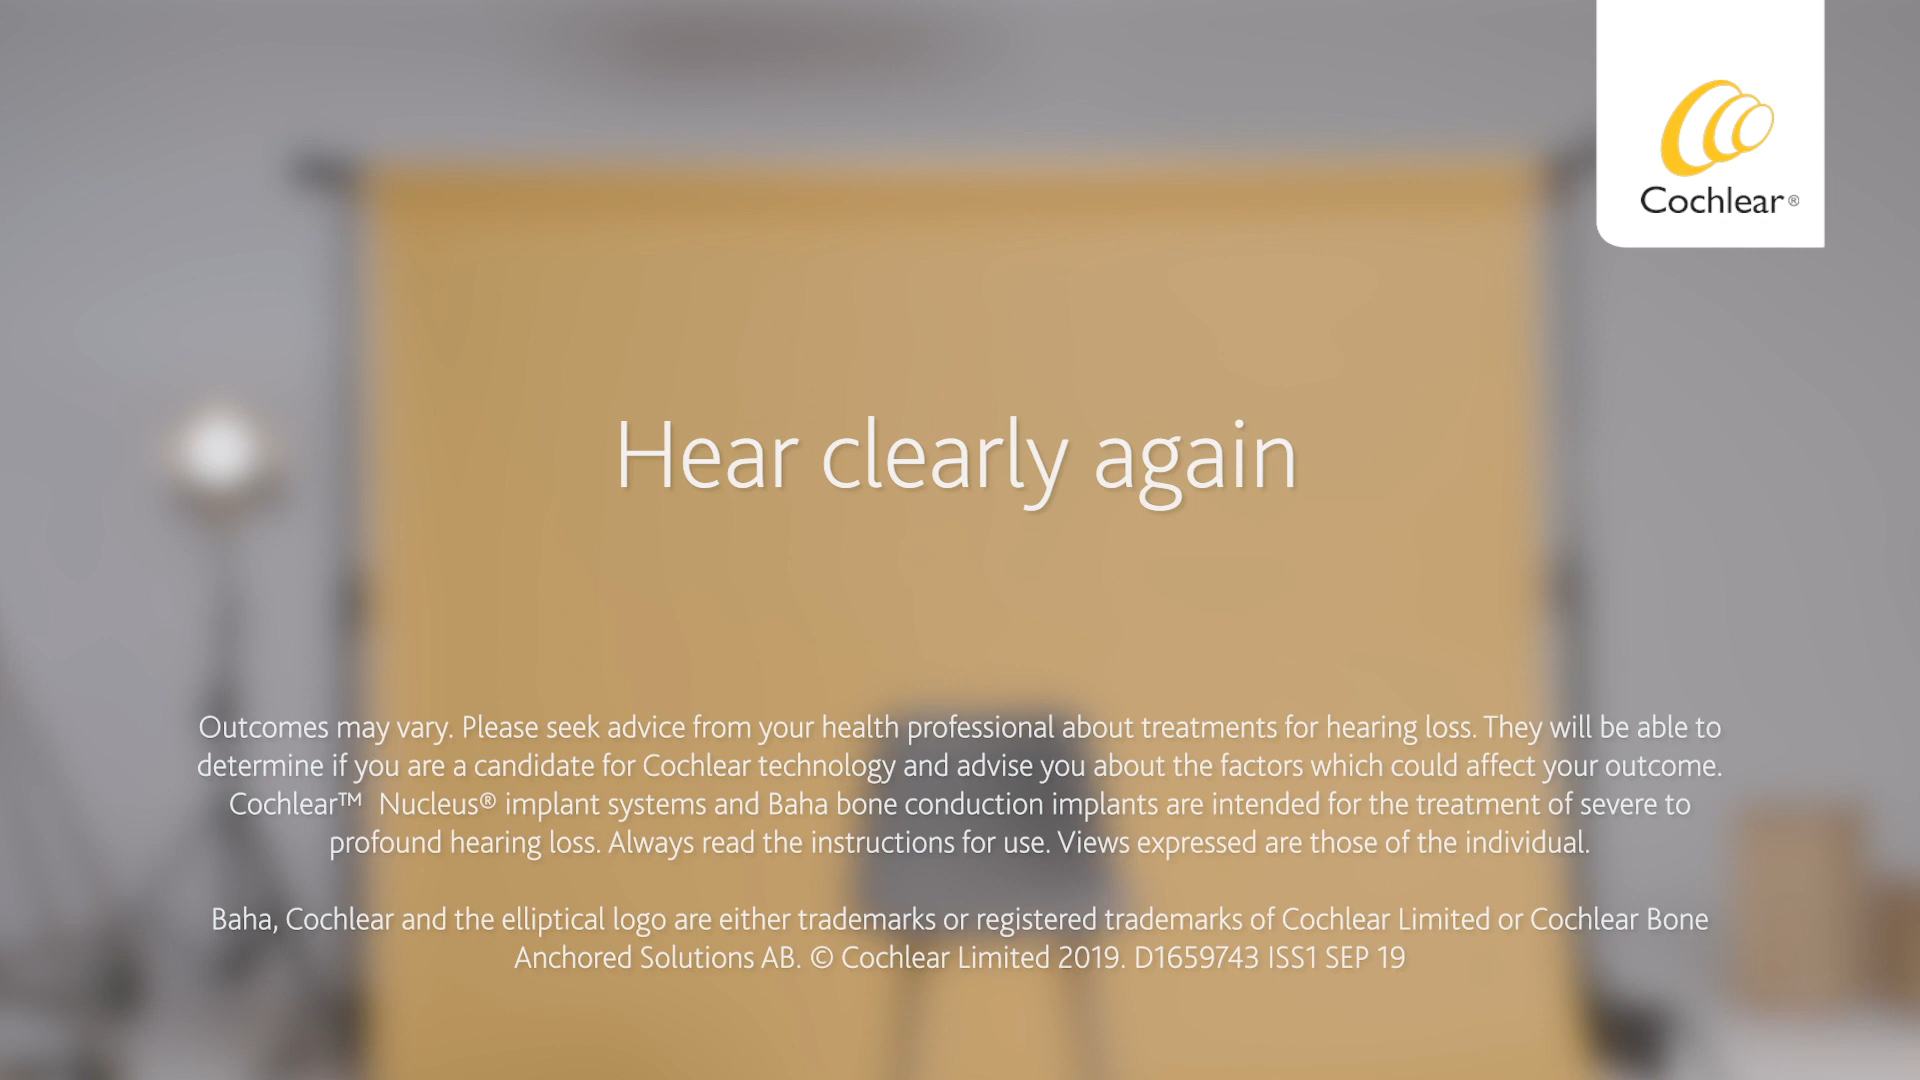 Cochlear®
Hear clearly again
Outcomes may vary. Please seek advice from your health professional about treatments for hearing loss. They will be able to
determine if you are a candidate for Cochlear technology and advise you about the factors which could affect your outcome.
Cochlear™ Nucleus® implant systems and Baha bone conduction implants are intended for the treatment of severe to
profound hearing loss. Always read the instructions for use. Views expressed are those of the individual.
Baha, Cochlear and the elliptical logo are either trademarks or registered trademarks of Cochlear Limited or Cochlear Bone
Anchored Solutions AB. © Cochlear Limited 2019. D1659743 ISS1 SEP 19